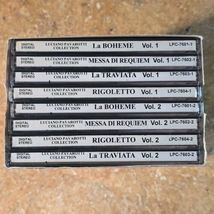 DIGITAL STEREO LUCIANO PAVAROTTI COLLECTION La BOHEME Vol. 1 LPC-7601-1
DIGITAL STEREO LUCIANO PAVAROTTI COLLECTION MESSA DI REQUIEM Vol. 1 LPC-7602-1
DIGITAL STEREO LUCIANO PAVAROTTI COLLECTION La TRAVIATA Vol. 1 LPC-7603-1
DIGITAL STEREO LUCIANO PAVAROTTI COLLECTION RIGOLETTO Vol. 1 LPC-7604-1
DIGITAL STEREO LUCIANO PAVAROTTI COLLECTION La BOHEME Vol. 2 LPC-7601-2
DIGITAL STEREO LUCIANO PAVAROTTI COLLECTION MESSA DI REQUIEM Vol. 2 LPC-7602-2
DIGITAL STEREO LUCIANO PAVAROTTI COLLECTION RIGOLETTO Vol. 2 LPC-7604-2
DIGITAL STEREO LUCIANO PAVAROTTI COLLECTION La TRAVIATA Vol. 2 LPC-7603-2